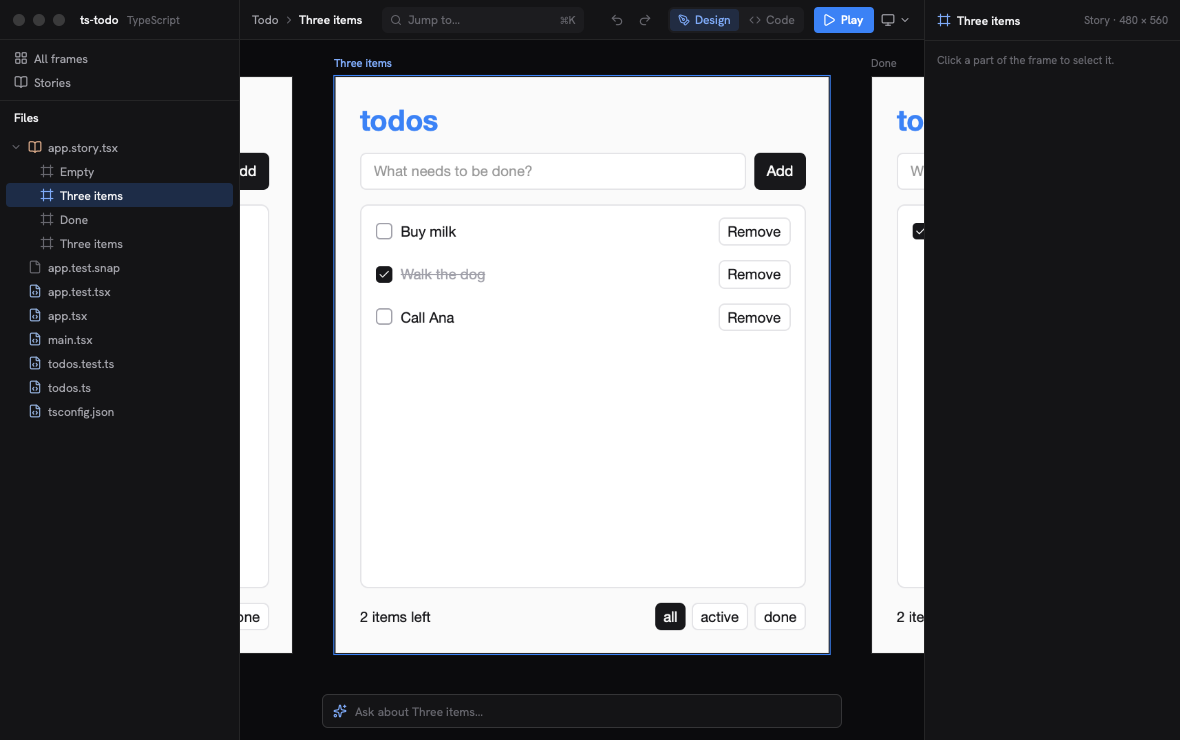 ts-todo TypeScript
All frames
Stories
Files
app.story.tsx
Empty
Three items
Done
Three items
app.test.snap
app.test.tsx
app.tsx
main.tsx
todos.test.ts
todos.ts
tsconfig.json
Todo > Three items
Jump to... ⌘K
Design
<> Code
Play
Three items
Done
dd
one
todos
What needs to be done?
Add
Buy milk Remove
Walk the dog Remove
Call Ana Remove
2 items left all active done
to
W
2 ite
Ask about Three items...
Three items Story · 480 × 560
Click a part of the frame to select it.